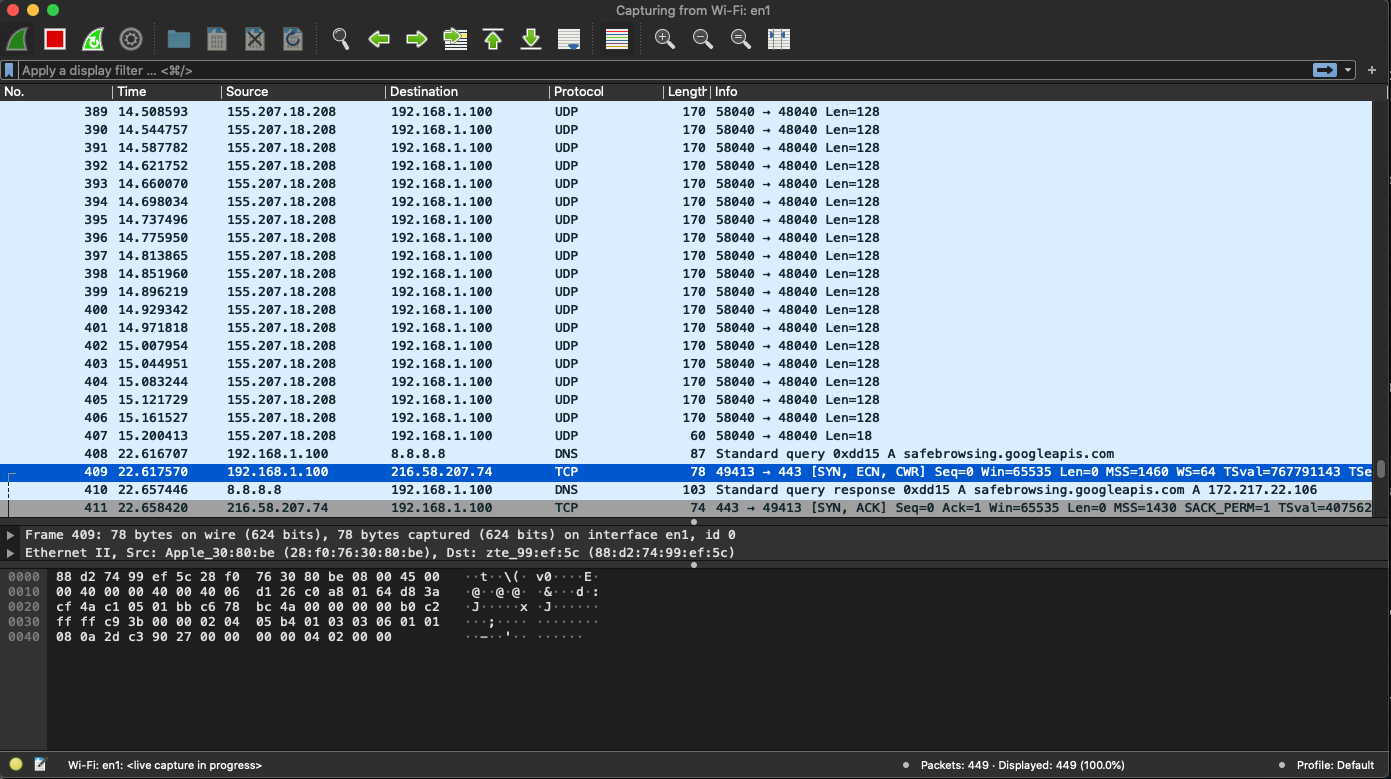 Capturing from Wi-Fi: en1
Apply a display filter ... <⌘/>
No. Time Source Destination Protocol Length Info
389 14.508593 155.207.18.208 192.168.1.100 UDP 170 58040 → 48040 Len=128
390 14.544757 155.207.18.208 192.168.1.100 UDP 170 58040 → 48040 Len=128
391 14.587782 155.207.18.208 192.168.1.100 UDP 170 58040 → 48040 Len=128
392 14.621752 155.207.18.208 192.168.1.100 UDP 170 58040 → 48040 Len=128
393 14.660070 155.207.18.208 192.168.1.100 UDP 170 58040 → 48040 Len=128
394 14.698034 155.207.18.208 192.168.1.100 UDP 170 58040 → 48040 Len=128
395 14.737496 155.207.18.208 192.168.1.100 UDP 170 58040 → 48040 Len=128
396 14.775950 155.207.18.208 192.168.1.100 UDP 170 58040 → 48040 Len=128
397 14.813865 155.207.18.208 192.168.1.100 UDP 170 58040 → 48040 Len=128
398 14.851960 155.207.18.208 192.168.1.100 UDP 170 58040 → 48040 Len=128
399 14.896219 155.207.18.208 192.168.1.100 UDP 170 58040 → 48040 Len=128
400 14.929342 155.207.18.208 192.168.1.100 UDP 170 58040 → 48040 Len=128
401 14.971818 155.207.18.208 192.168.1.100 UDP 170 58040 → 48040 Len=128
402 15.007954 155.207.18.208 192.168.1.100 UDP 170 58040 → 48040 Len=128
403 15.044951 155.207.18.208 192.168.1.100 UDP 170 58040 → 48040 Len=128
404 15.083244 155.207.18.208 192.168.1.100 UDP 170 58040 → 48040 Len=128
405 15.121729 155.207.18.208 192.168.1.100 UDP 170 58040 → 48040 Len=128
406 15.161527 155.207.18.208 192.168.1.100 UDP 170 58040 → 48040 Len=128
407 15.200413 155.207.18.208 192.168.1.100 UDP 60 58040 → 48040 Len=18
408 22.616707 192.168.1.100 8.8.8.8 DNS 87 Standard query 0xdd15 A safebrowsing.googleapis.com
409 22.617570 192.168.1.100 216.58.207.74 TCP 78 49413 → 443 [SYN, ECN, CWR] Seq=0 Win=65535 Len=0 MSS=1460 WS=64 TSval=767791143 TSe
410 22.657446 8.8.8.8 192.168.1.100 DNS 103 Standard query response 0xdd15 A safebrowsing.googleapis.com A 172.217.22.106
411 22.658420 216.58.207.74 192.168.1.100 TCP 74 443 → 49413 [SYN, ACK] Seq=0 Ack=1 Win=65535 Len=0 MSS=1430 SACK_PERM=1 TSval=407562
Frame 409: 78 bytes on wire (624 bits), 78 bytes captured (624 bits) on interface en1, id 0
Ethernet II, Src: Apple_30:80:be (28:f0:76:30:80:be), Dst: zte_99:ef:5c (88:d2:74:99:ef:5c)
0000 88 d2 74 99 ef 5c 28 f0 76 30 80 be 08 00 45 00 ··t··\(· v0····E·
0010 00 40 00 00 40 00 40 06 d1 26 c0 a8 01 64 d8 3a ·@··@·@· ·&···d·:
0020 cf 4a c1 05 01 bb c6 78 bc 4a 00 00 00 00 b0 c2 ·J·····x ·J······
0030 ff ff c9 3b 00 00 02 04 05 b4 01 03 03 06 01 01 ···;···· ········
0040 08 0a 2d c3 90 27 00 00 00 00 04 02 00 00 ··-··'·· ······
Wi-Fi: en1: <live capture in progress>
Packets: 449 · Displayed: 449 (100.0%)
Profile: Default